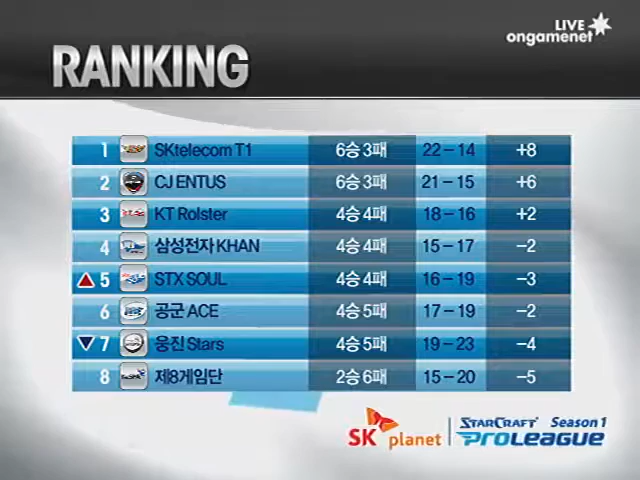 LIVE
ongamenet
RANKING
1 SKtelecom T1 6승 3패 22 - 14 +8
2 CJ ENTUS 6승 3패 21 - 15 +6
3 KT Rolster 4승 4패 18 - 16 +2
4 삼성전자 KHAN 4승 4패 15 - 17 -2
▲ 5 STX SOUL 4승 4패 16 - 19 -3
6 공군 ACE 4승 5패 17 - 19 -2
▼ 7 웅진 Stars 4승 5패 19 - 23 -4
8 제8게임단 2승 6패 15 - 20 -5
SK planet
STARCRAFT Season 1
PROLEAGUE